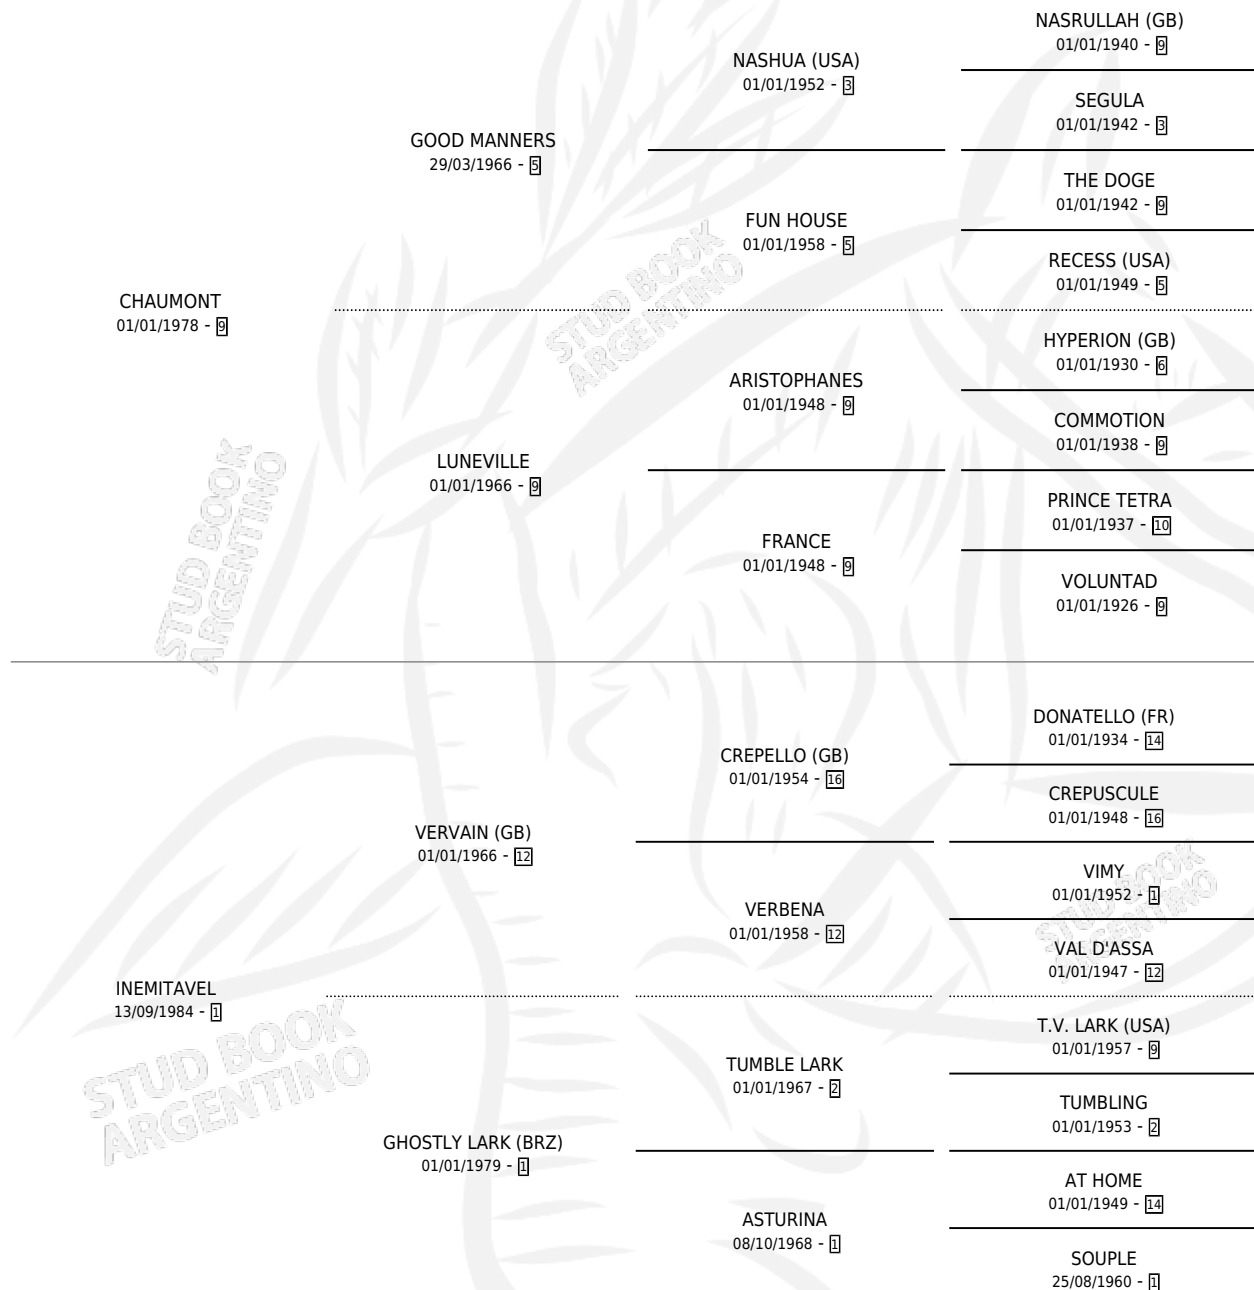 NASRULLAH (GB)
01/01/1940 - 9
NASHUA (USA)
01/01/1952 - 3
SEGULA
01/01/1942 - 3
GOOD MANNERS
29/03/1966 - 5
THE DOGE
01/01/1942 - 9
FUN HOUSE
01/01/1958 - 5
RECESS (USA)
01/01/1949 - 5
CHAUMONT
01/01/1978 - 9
HYPERION (GB)
01/01/1930 - 6
ARISTOPHANES
01/01/1948 - 9
COMMOTION
01/01/1938 - 9
LUNEVILLE
01/01/1966 - 9
PRINCE TETRA
01/01/1937 - 10
FRANCE
01/01/1948 - 9
VOLUNTAD
01/01/1926 - 9
DONATELLO (FR)
01/01/1934 - 14
CREPELLO (GB)
01/01/1954 - 16
CREPUSCULE
01/01/1948 - 16
VERVAIN (GB)
01/01/1966 - 12
VIMY
01/01/1952 - 1
VERBENA
01/01/1958 - 12
VAL D'ASSA
01/01/1947 - 12
INEMITAVEL
13/09/1984 - 1
T.V. LARK (USA)
01/01/1957 - 9
TUMBLE LARK
01/01/1967 - 2
TUMBLING
01/01/1953 - 2
GHOSTLY LARK (BRZ)
01/01/1979 - 1
AT HOME
01/01/1949 - 14
ASTURINA
08/10/1968 - 1
SOUPLE
25/08/1960 - 1
STUD BOOK
ARGENTINO
STUD BOOK
ARGENTINO
STUD BOOK
ARGENTINO
STUD BOOK
ARGENTINO